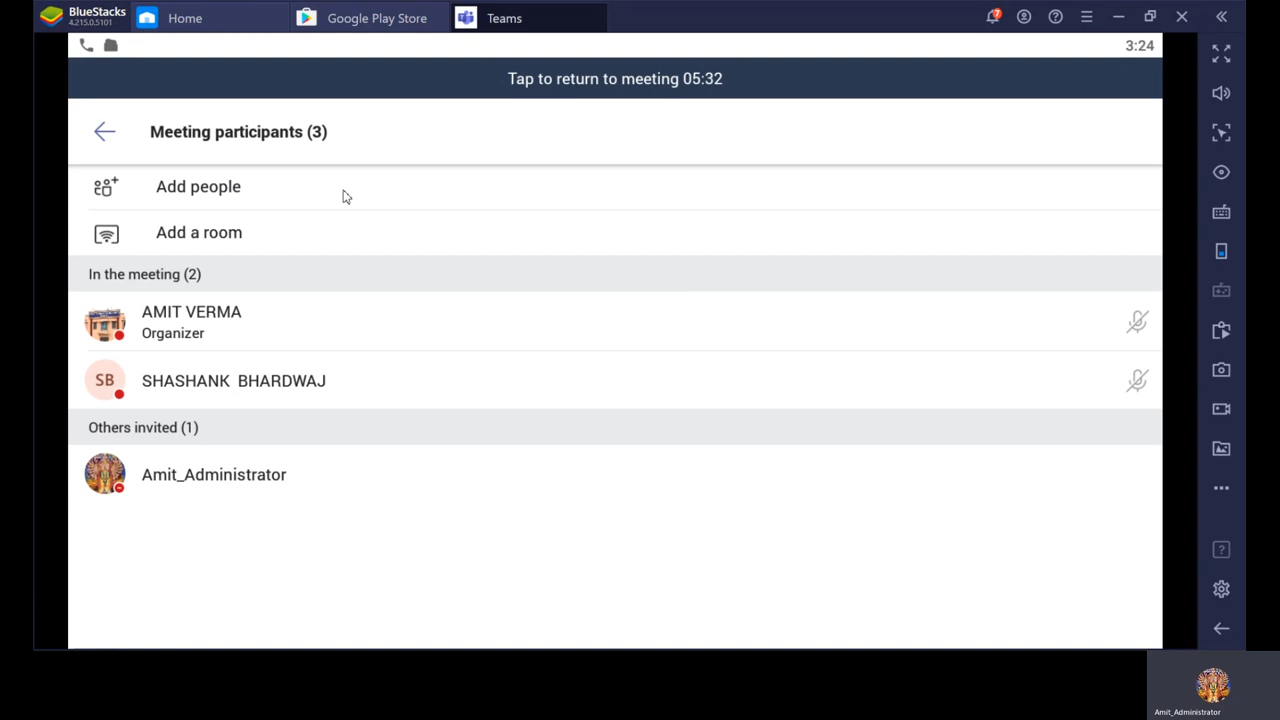 BlueStacks
4.215.0.5101
Home
Google Play Store
Teams
7
3:24
Tap to return to meeting 05:32
Meeting participants (3)
Add people
Add a room
In the meeting (2)
AMIT VERMA
Organizer
SB
SHASHANK BHARDWAJ
Others invited (1)
Amit_Administrator
Amit_Administrator